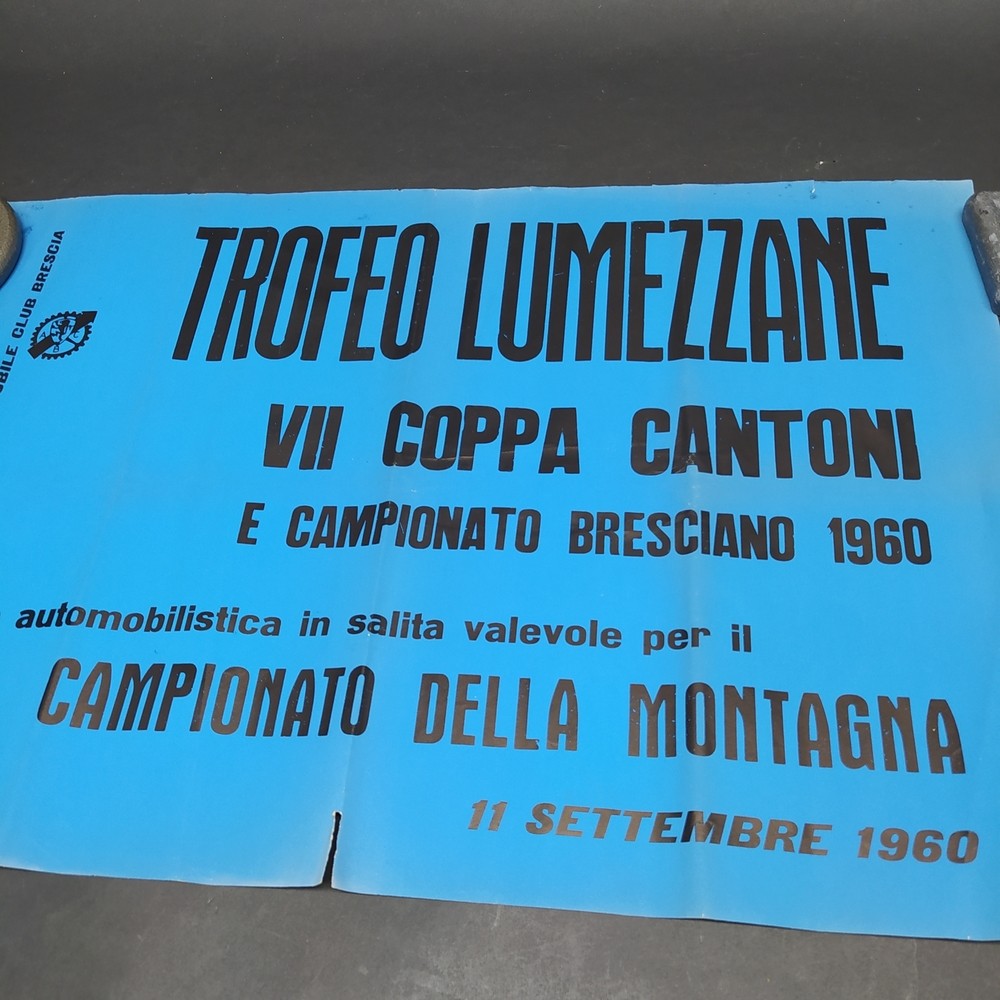 CLUB BRESCIA
TROFEO LUMEZZANE
VII COPPA CANTONI
E CAMPIONATO BRESCIANO 1960
automobilistica in salita valevole per il
CAMPIONATO DELLA MONTAGNA
11 SETTEMBRE 1960